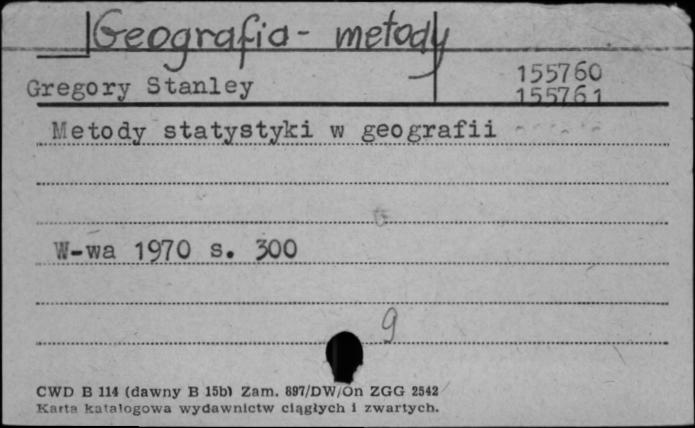 Geografia - metody
Gregory Stanley
155760
155761
Metody statystyki w geografii
W-wa 1970 s. 300
9
CWD B 114 (dawny B 15b) Zam. 897/DW/On ZGG 2542
Karta katalogowa wydawnictw ciągłych i zwartych.